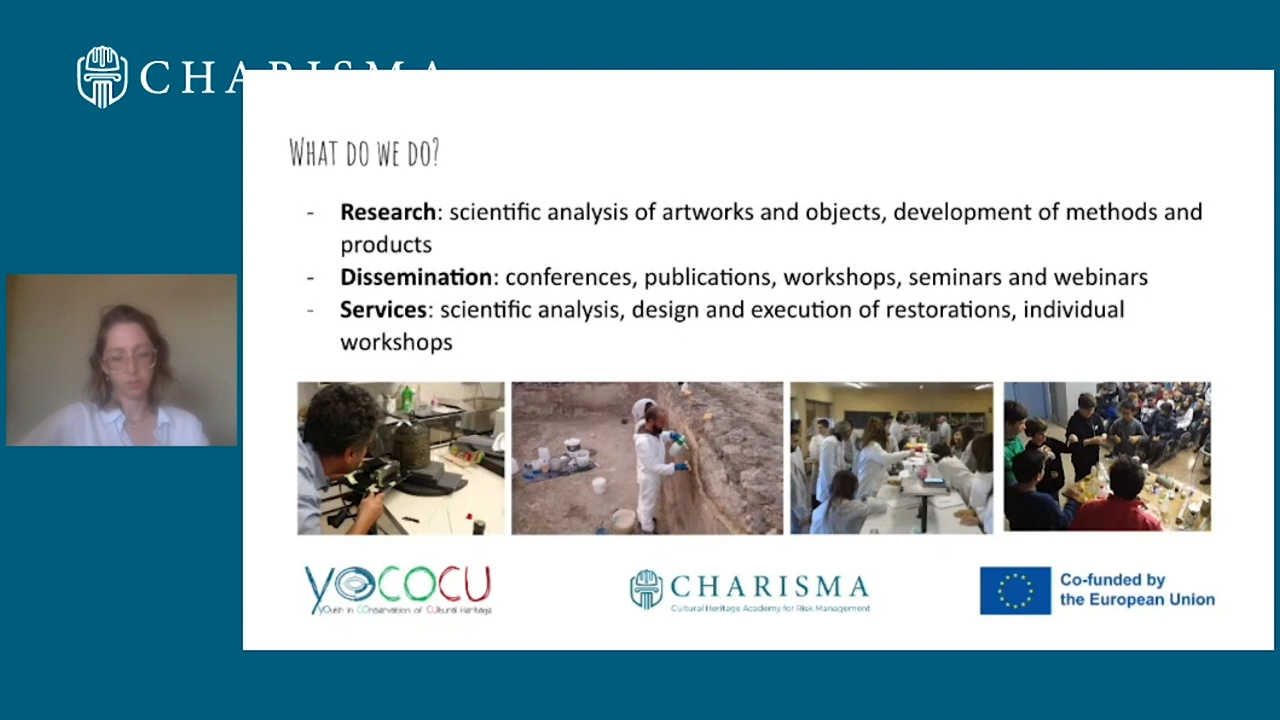 CHARISMA
WHAT DO WE DO?
- Research: scientific analysis of artworks and objects, development of methods and
products
- Dissemination: conferences, publications, workshops, seminars and webinars
- Services: scientific analysis, design and execution of restorations, individual
workshops
YOCOCU
YOuth in COnservation of CUltural Heritage
CHARISMA
Cultural Heritage Academy for Risk Management
Co-funded by
the European Union